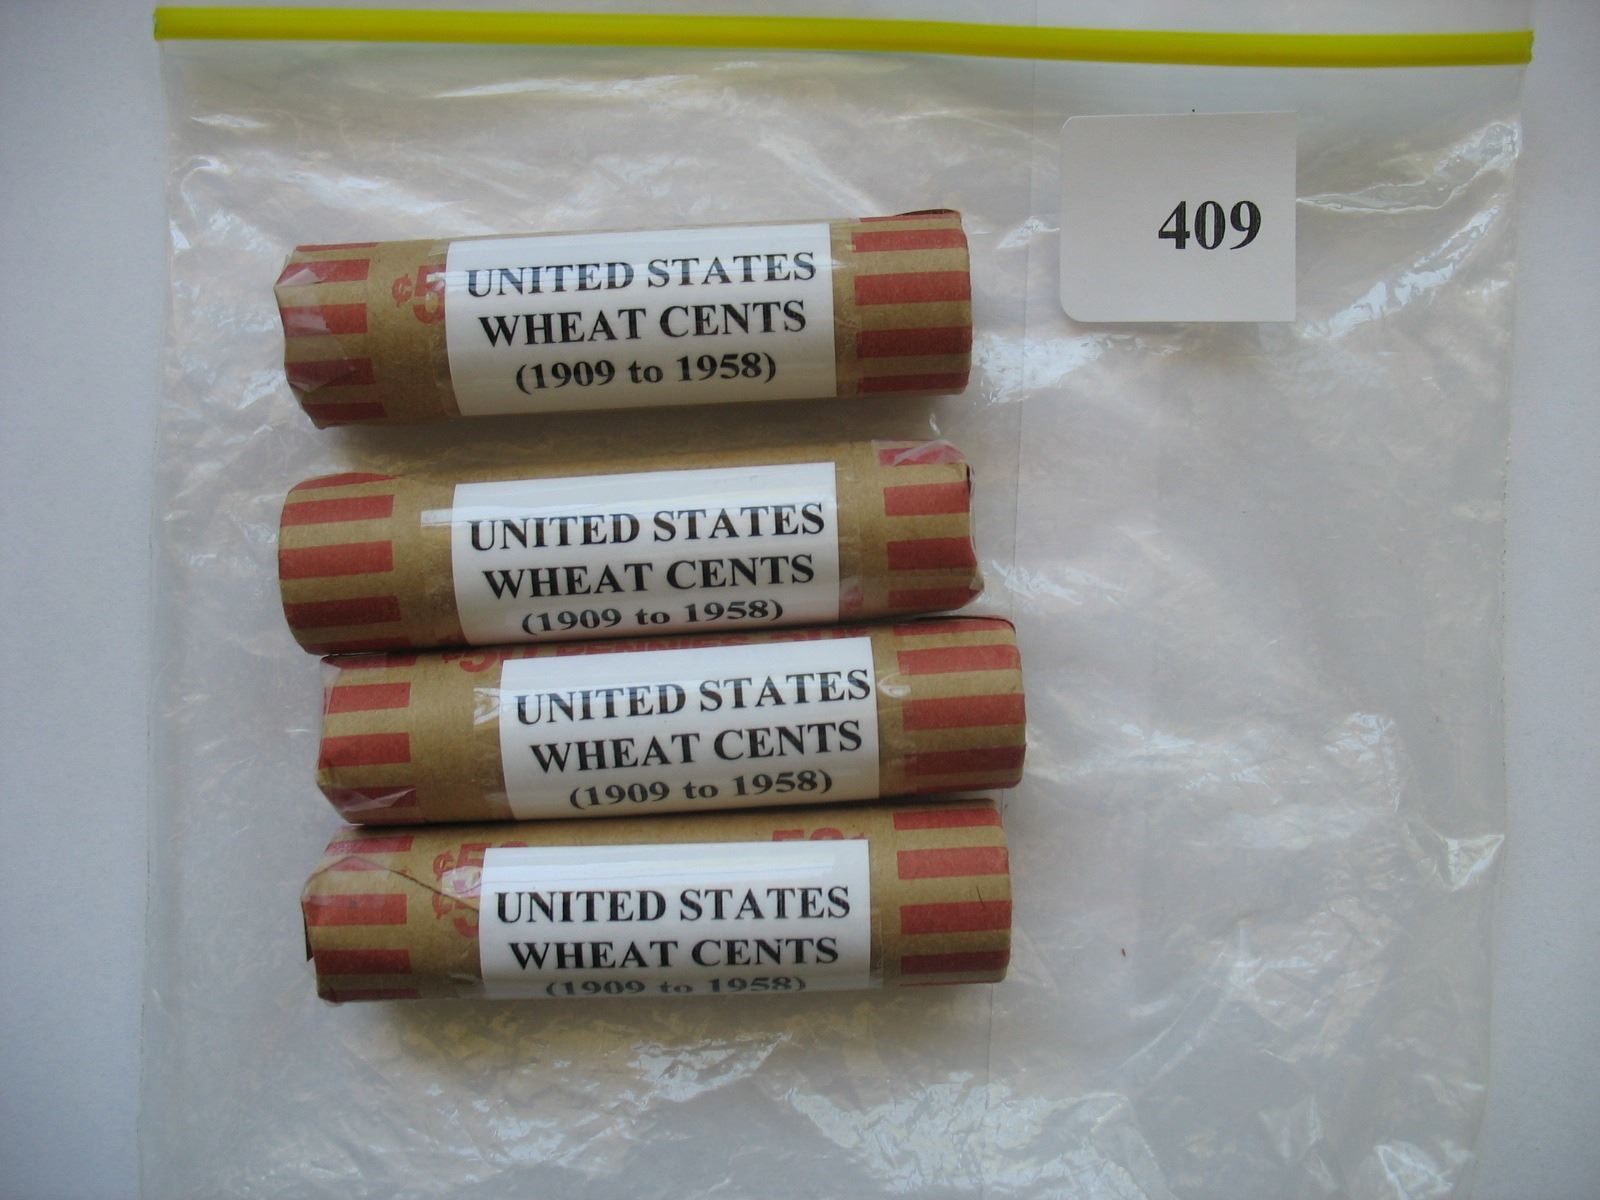 409
UNITED STATES
WHEAT CENTS
(1909 to 1958)
UNITED STATES
WHEAT CENTS
(1909 to 1958)
UNITED STATES
WHEAT CENTS
(1909 to 1958)
UNITED STATES
WHEAT CENTS
(1909 to 1958)